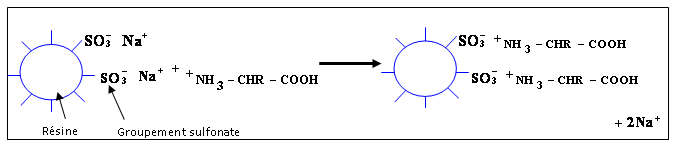 SO₃⁻ Na⁺
SO₃⁻ Na⁺ + ⁺NH₃ – CHR – COOH
Résine
Groupement sulfonate
SO₃⁻ ⁺NH₃ – CHR – COOH
SO₃⁻ ⁺NH₃ – CHR – COOH
+ 2Na⁺